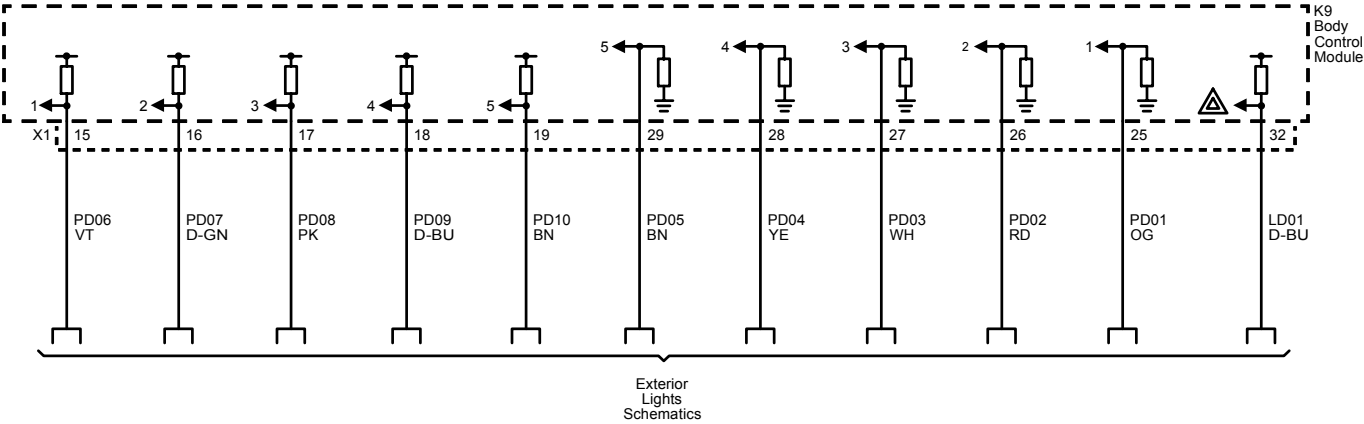 K9
Body
Control
Module
5 4 3 2 1
1 2 3 4 5
X1 15 16 17 18 19 29 28 27 26 25 32
PD06 PD07 PD08 PD09 PD10 PD05 PD04 PD03 PD02 PD01 LD01
VT D-GN PK D-BU BN BN YE WH RD OG D-BU
Exterior
Lights
Schematics